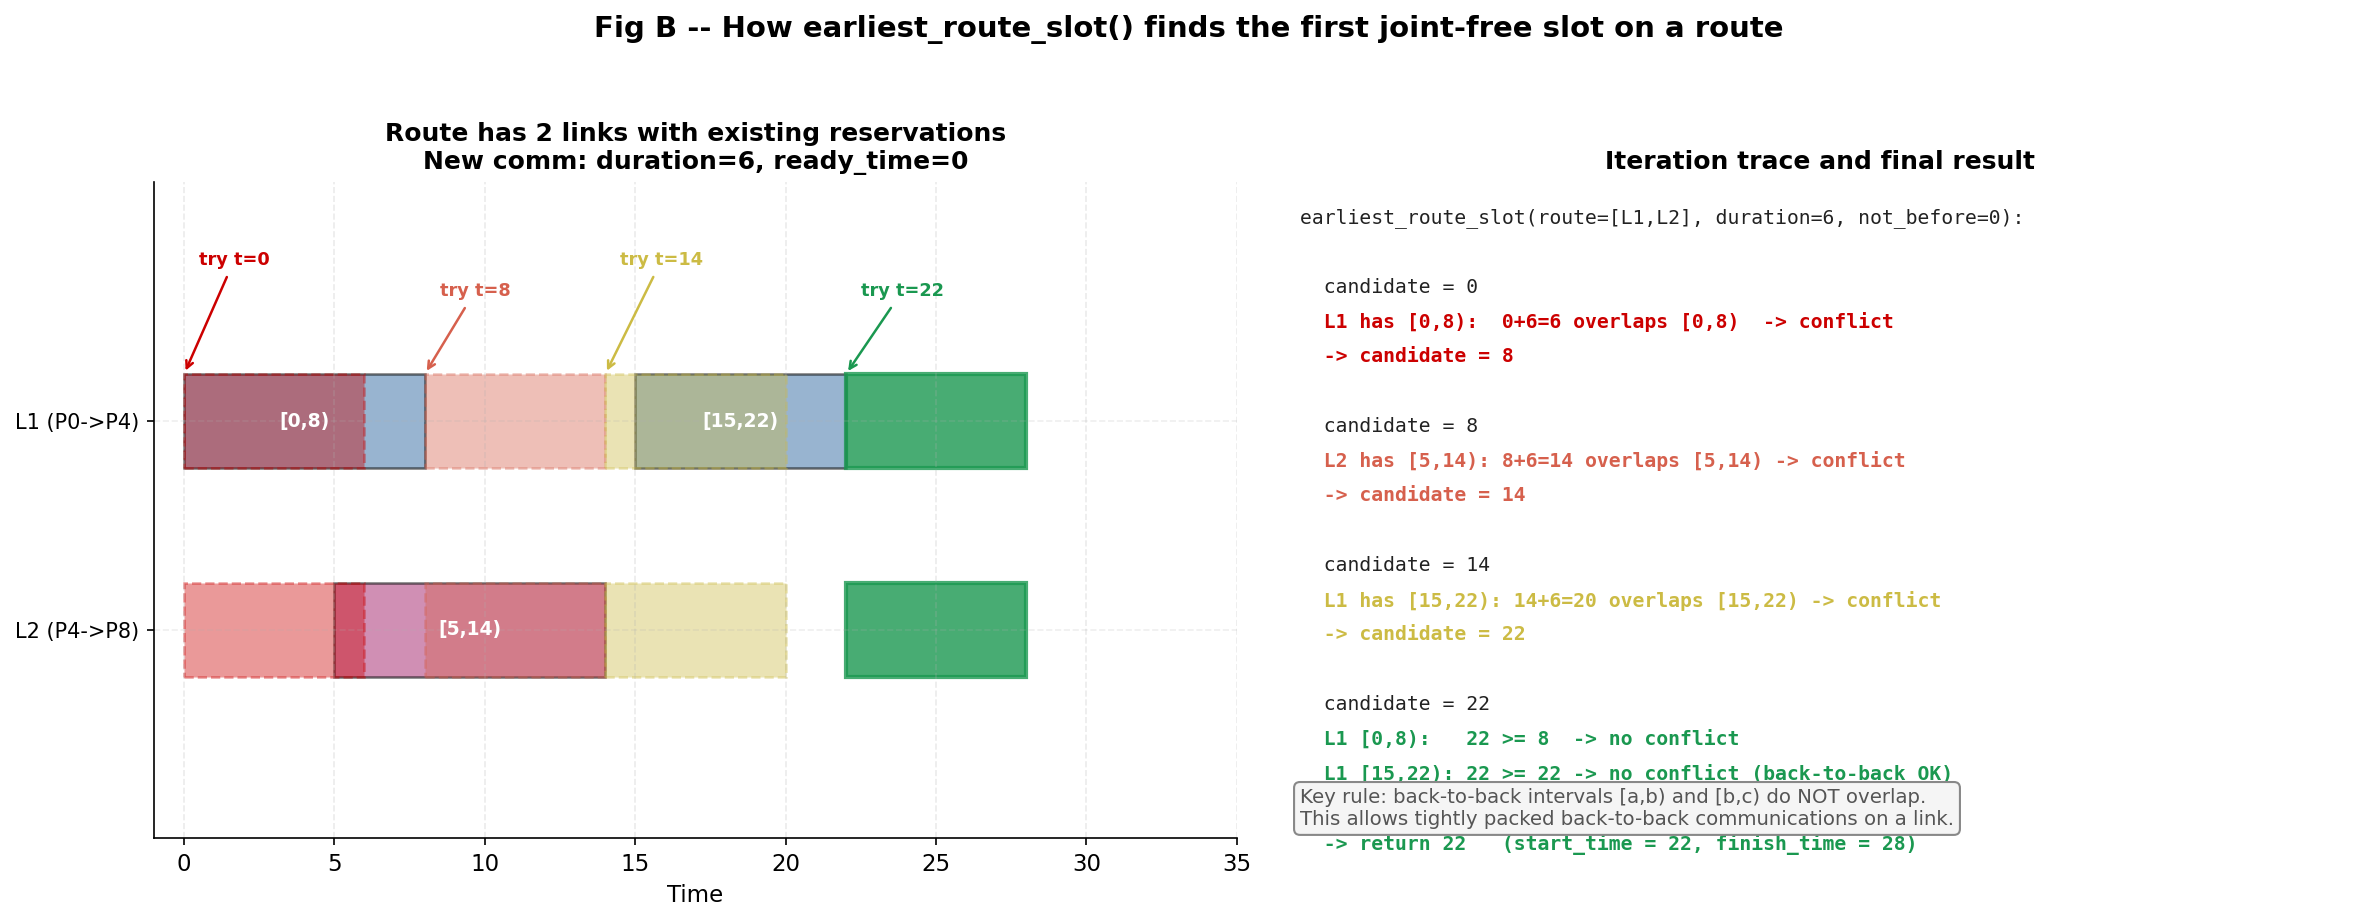 Fig B -- How earliest_route_slot() finds the first joint-free slot on a route
Route has 2 links with existing reservations
New comm: duration=6, ready_time=0
try t=0
try t=8
try t=14
try t=22
L1 (P0->P4)
[0,8)
[15,22)
L2 (P4->P8)
[5,14)
0 5 10 15 20 25 30 35
Time
Iteration trace and final result
earliest_route_slot(route=[L1,L2], duration=6, not_before=0):
candidate = 0
L1 has [0,8):  0+6=6 overlaps [0,8)  -> conflict
-> candidate = 8
candidate = 8
L2 has [5,14): 8+6=14 overlaps [5,14) -> conflict
-> candidate = 14
candidate = 14
L1 has [15,22): 14+6=20 overlaps [15,22) -> conflict
-> candidate = 22
candidate = 22
L1 [0,8):   22 >= 8  -> no conflict
L1 [15,22): 22 >= 22 -> no conflict (back-to-back OK)
Key rule: back-to-back intervals [a,b) and [b,c) do NOT overlap.
This allows tightly packed back-to-back communications on a link.
-> return 22   (start_time = 22, finish_time = 28)